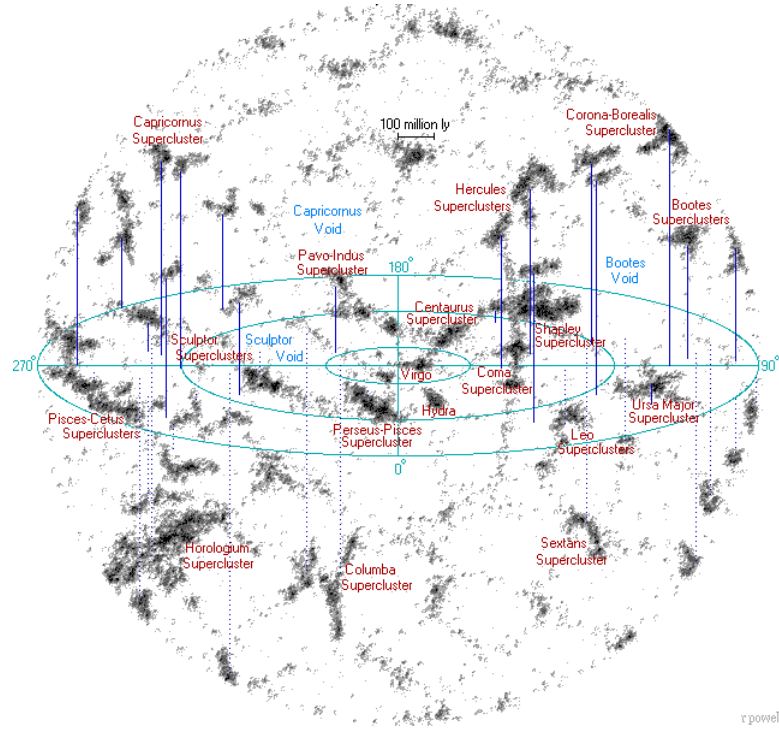 100 million ly
Capricornus
Supercluster
Corona-Borealis
Supercluster
Hercules
Superclusters
Bootes
Superclusters
Capricornus
Void
Pavo-Indus
Supercluster
180°
Bootes
Void
Centaurus
Supercluster
Shapley
Supercluster
Sculptor
Superclusters
Sculptor
Void
270°
Virgo
Coma
Supercluster
90°
Pisces-Cetus
Superclusters
Perseus-Pisces
Supercluster
Hydra
Leo
Superclusters
Ursa Major
Supercluster
0°
Horologium
Supercluster
Columba
Supercluster
Sextans
Supercluster
r powel